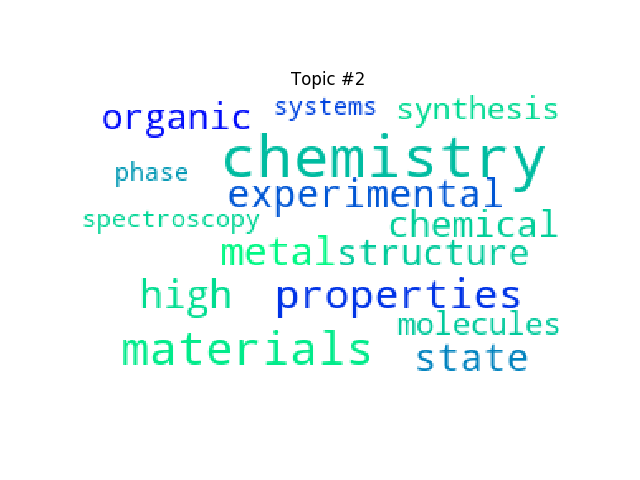 Topic #2
organic systems synthesis
chemistry
phase
experimental
spectroscopy chemical
metal structure
high properties
molecules
materials state